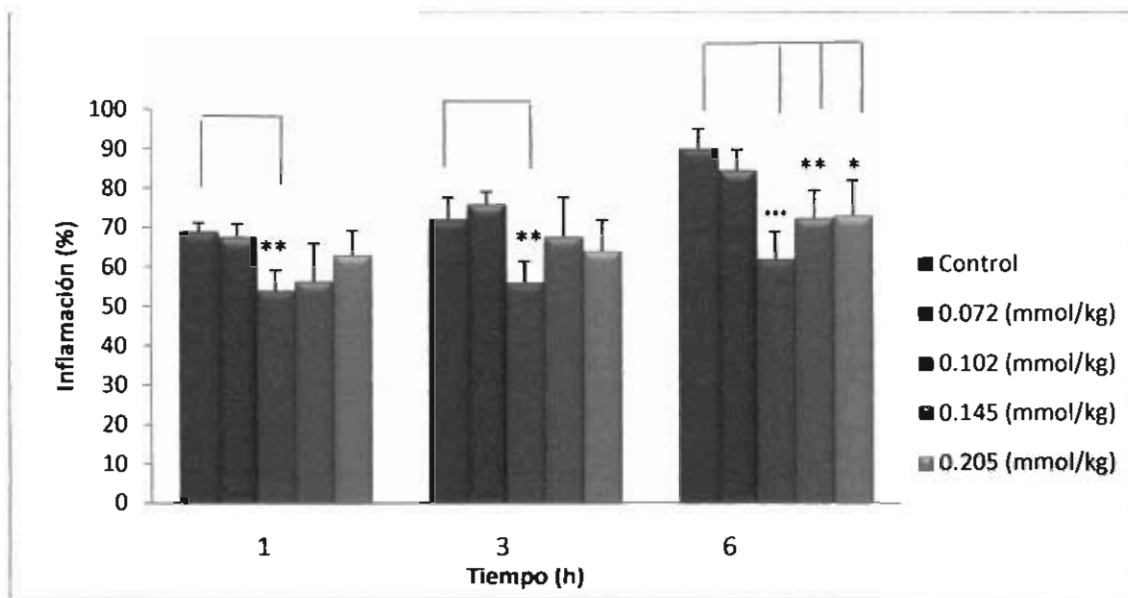 100
90
80
70
60
50
40
30
20
10
0
Inflamación (%)
**
**
***
**
*
1
3
6
Tiempo (h)
Control
0.072 (mmol/kg)
0.102 (mmol/kg)
0.145 (mmol/kg)
0.205 (mmol/kg)